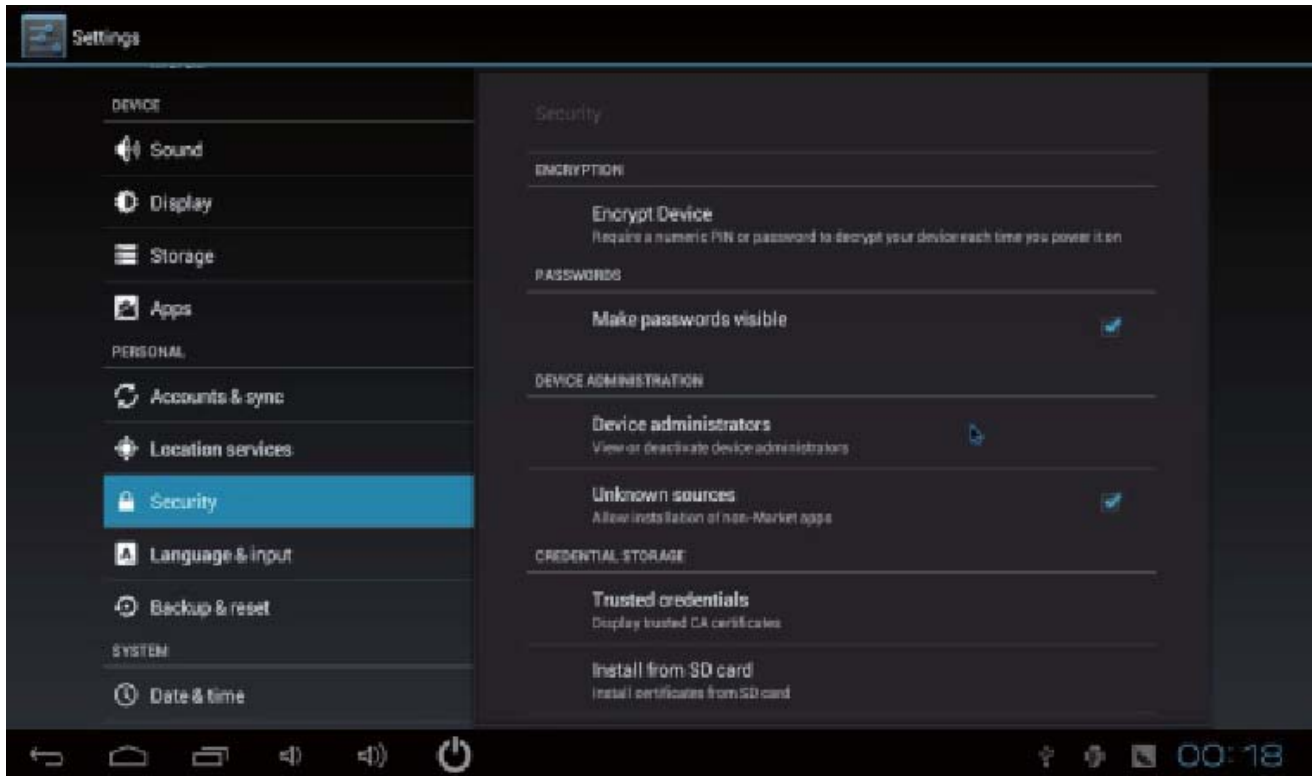 Settings
DEVICE
Sound
Display
Storage
Apps
PERSONAL
Accounts & sync
Location services
Security
Language & input
Backup & reset
SYSTEM
Date & time
Security
ENCRYPTION
Encrypt Device
Require a numeric PIN or password to decrypt your device each time you power it on
PASSWORDS
Make passwords visible
DEVICE ADMINISTRATION
Device administrators
View or deactivate device administrators
Unknown sources
Allow installation of non-Market apps
CREDENTIAL STORAGE
Trusted credentials
Display trusted CA certificates
Install from SD card
Install certificates from SD card
00:18